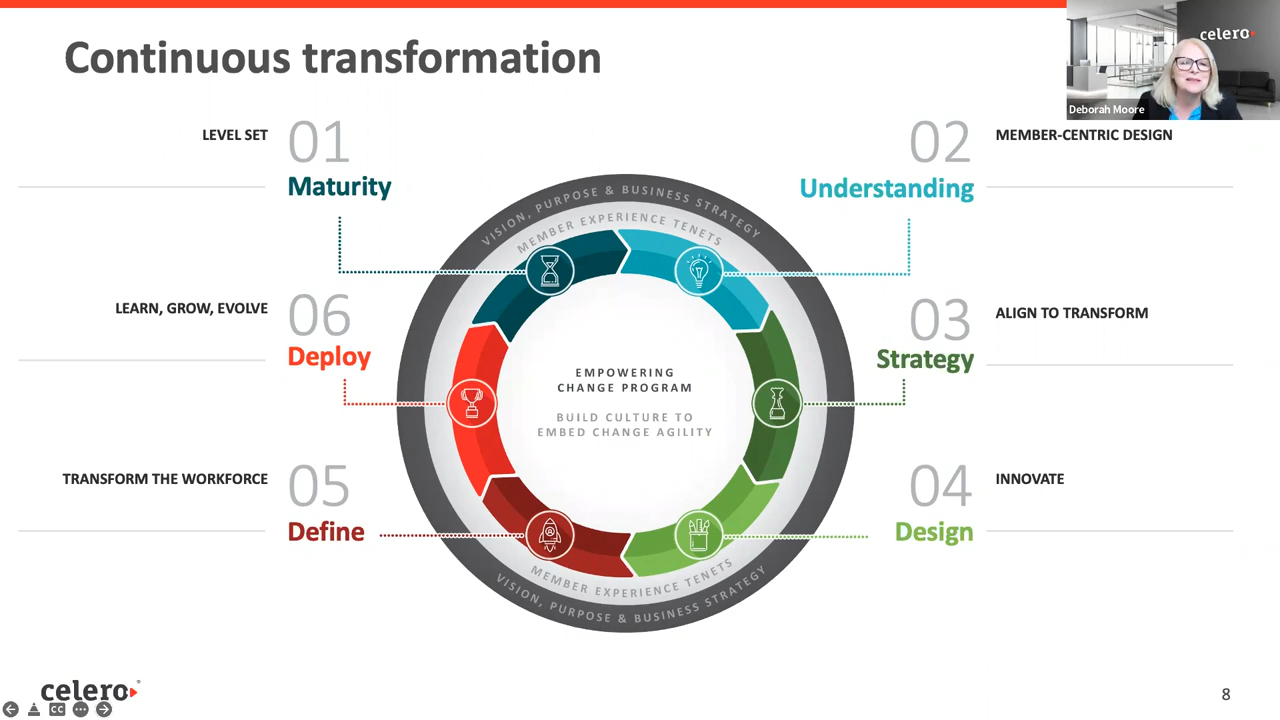 Continuous transformation
celero
Deborah Moore
LEVEL SET
01
Maturity
02
MEMBER-CENTRIC DESIGN
Understanding
VISION, PURPOSE & BUSINESS STRATEGY
MEMBER EXPERIENCE TENETS
LEARN, GROW, EVOLVE
06
Deploy
03
ALIGN TO TRANSFORM
Strategy
EMPOWERING
CHANGE PROGRAM
BUILD CULTURE TO
EMBED CHANGE AGILITY
TRANSFORM THE WORKFORCE
05
Define
04
INNOVATE
Design
MEMBER EXPERIENCE TENETS
VISION, PURPOSE & BUSINESS STRATEGY
celero
CC
8